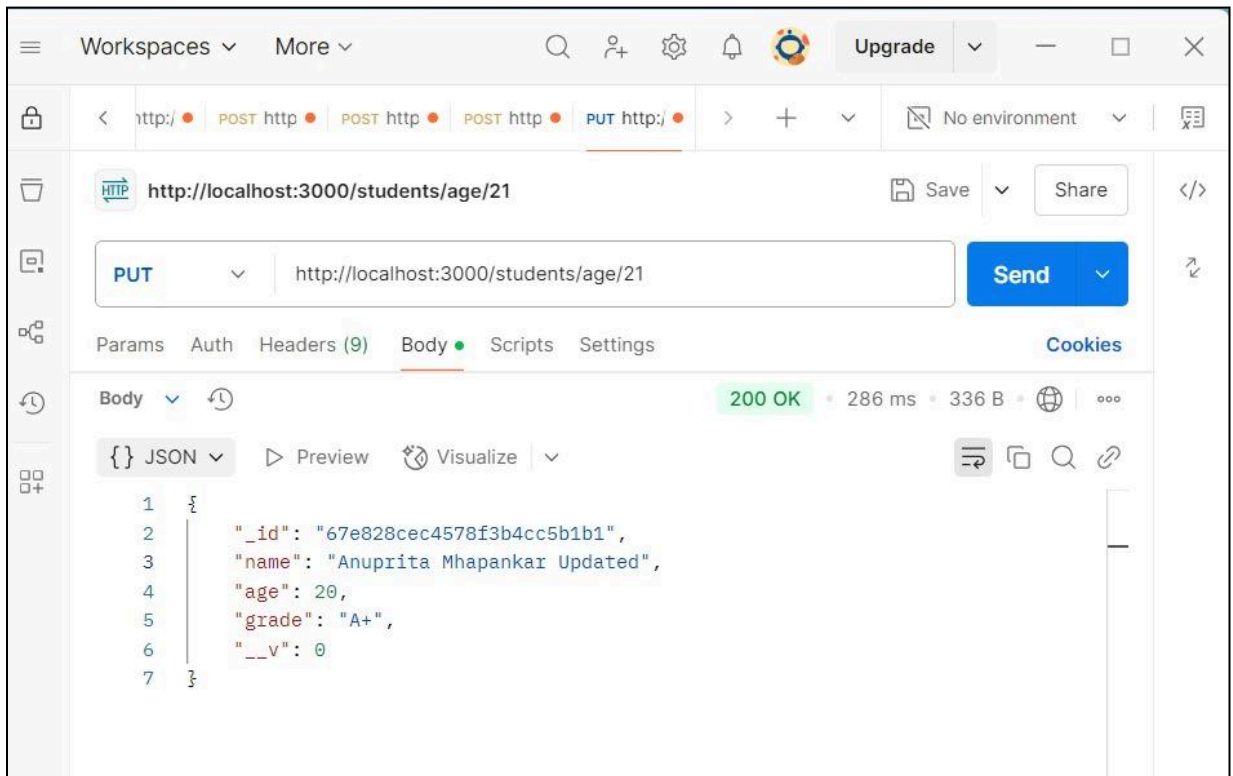 Workspaces More Upgrade
http:/ POST http POST http POST http PUT http:/ No environment
HTTP http://localhost:3000/students/age/21 Save Share </>
PUT http://localhost:3000/students/age/21 Send
Params Auth Headers (9) Body Scripts Settings Cookies
Body 200 OK 286 ms 336 B
{} JSON Preview Visualize
1 {
2 "_id": "67e828cec4578f3b4cc5b1b1",
3 "name": "Anuprita Mhapankar Updated",
4 "age": 20,
5 "grade": "A+",
6 "__v": 0
7 }